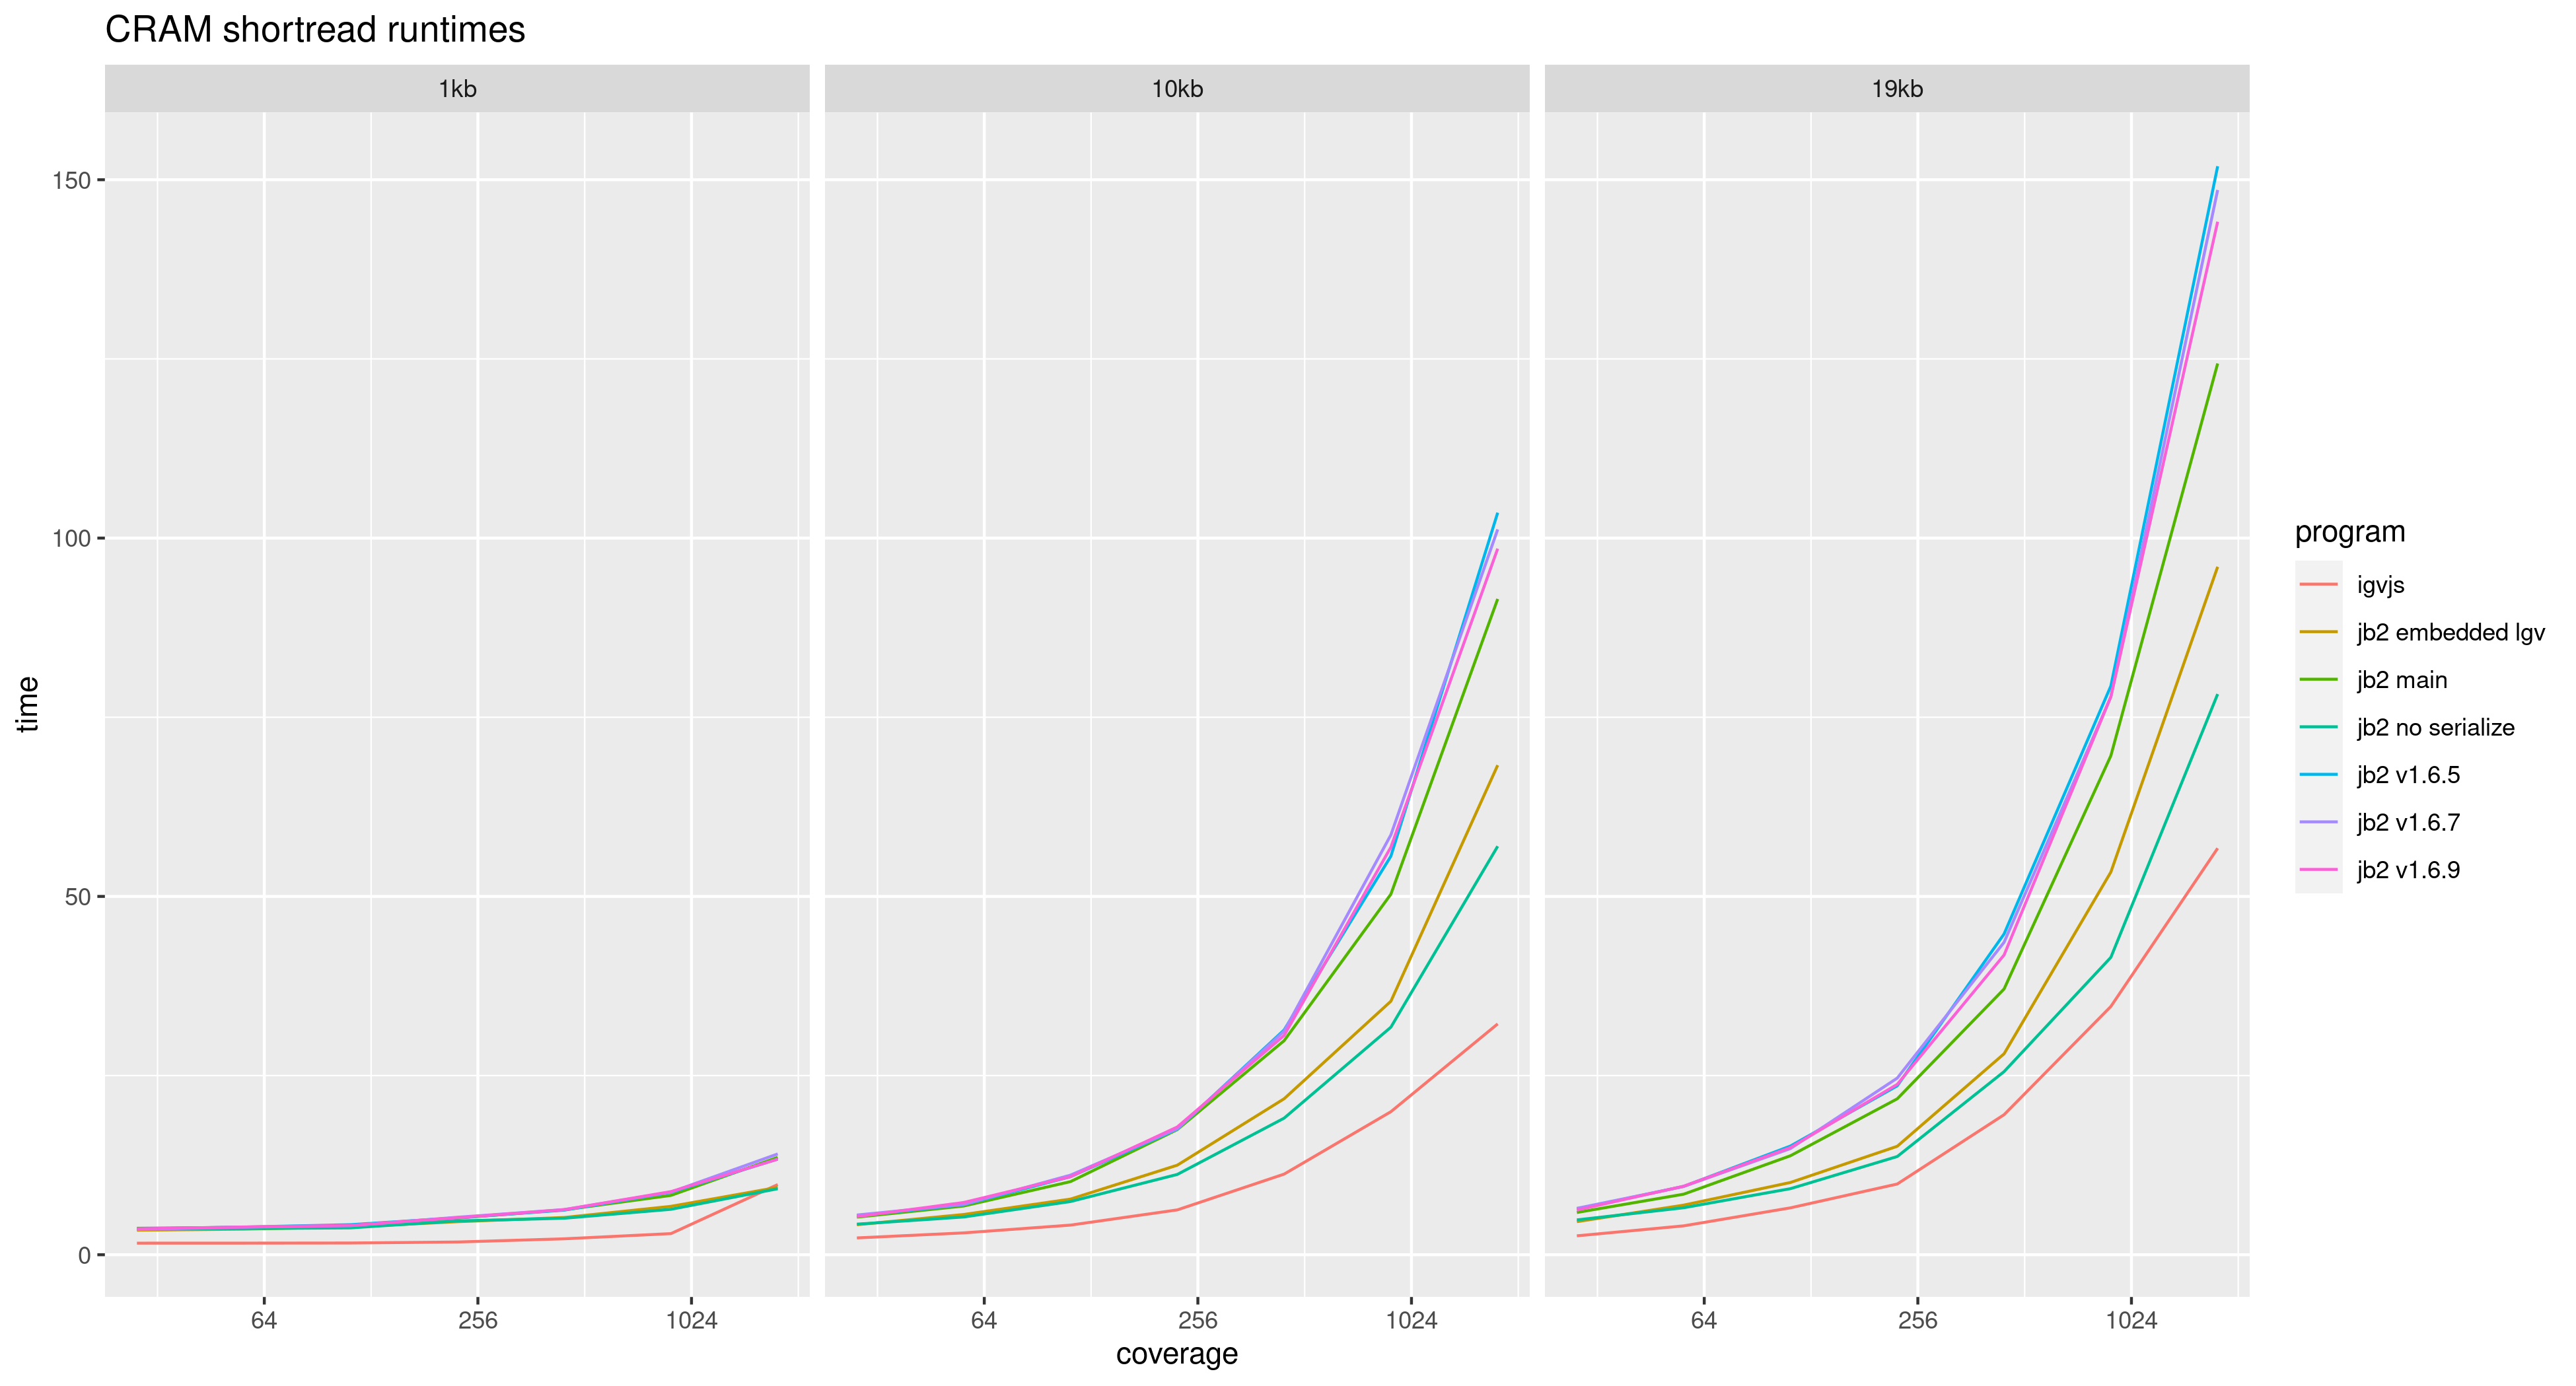 CRAM shortread runtimes
1kb
10kb
19kb
150
100
50
0
time
64
256
1024
64
256
1024
64
256
1024
coverage
program
igvjs
jb2 embedded lgv
jb2 main
jb2 no serialize
jb2 v1.6.5
jb2 v1.6.7
jb2 v1.6.9